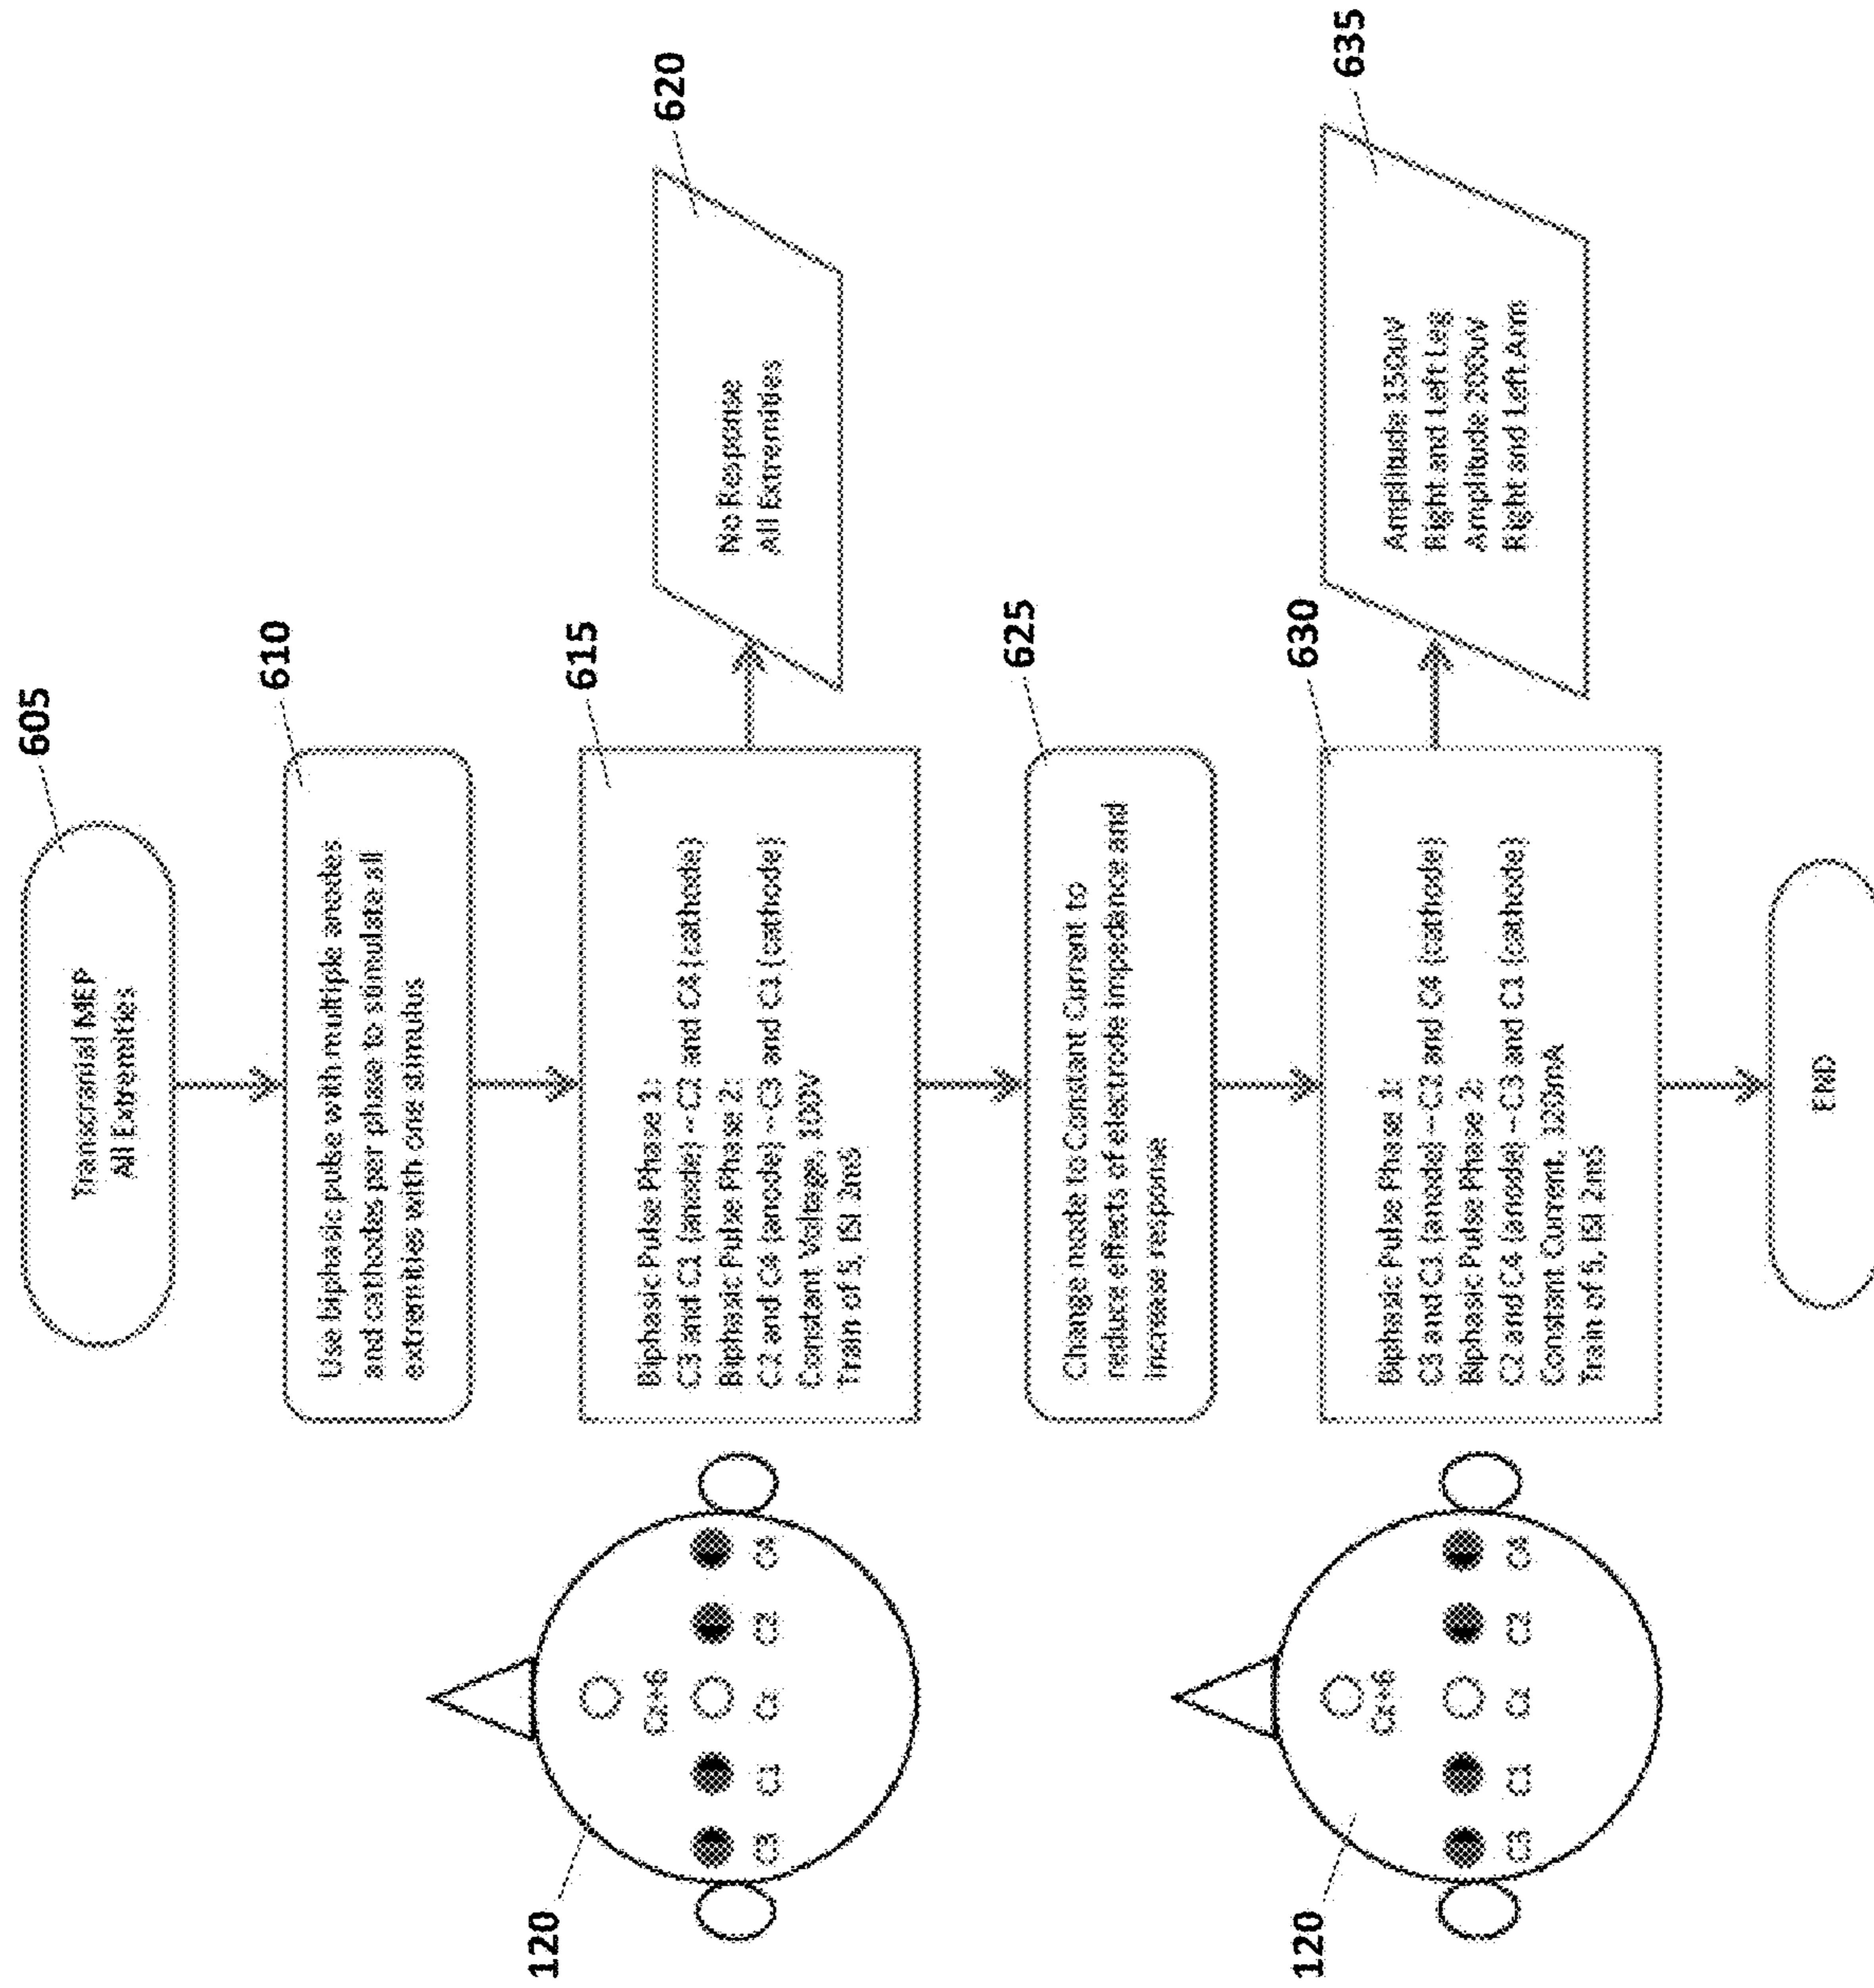 605
Transcranial MEP
All Extremities
610
Use biphasic pulse with multiple anodes
and cathodes per phase to stimulate all
extremities with one stimulus
120
Cz+6
C3 C1 Cz C2 C4
615
Biphasic Pulse Phase 1:
C3 and C1 (anode) –C2 and C4 (cathode)
Biphasic Pulse Phase 2:
C2 and C4 (anode) –C3 and C1 (cathode)
Constant Voltage, 100V
Train of 5, ISI 2mS
620
No Response
All Extremities
625
Change mode to Constant Current to
reduce effects of electrode impedance and
increase response
120
Cz+6
C3 C1 Cz C2 C4
630
Biphasic Pulse Phase 1:
C3 and C1 (anode) –C2 and C4 (cathode)
Biphasic Pulse Phase 2:
C2 and C4 (anode) –C3 and C1 (cathode)
Constant Current, 120mA
Train of 5, ISI 2mS
635
Amplitude 150uV
Right and Left Leg
Amplitude 200uV
Right snd Left Arm
END